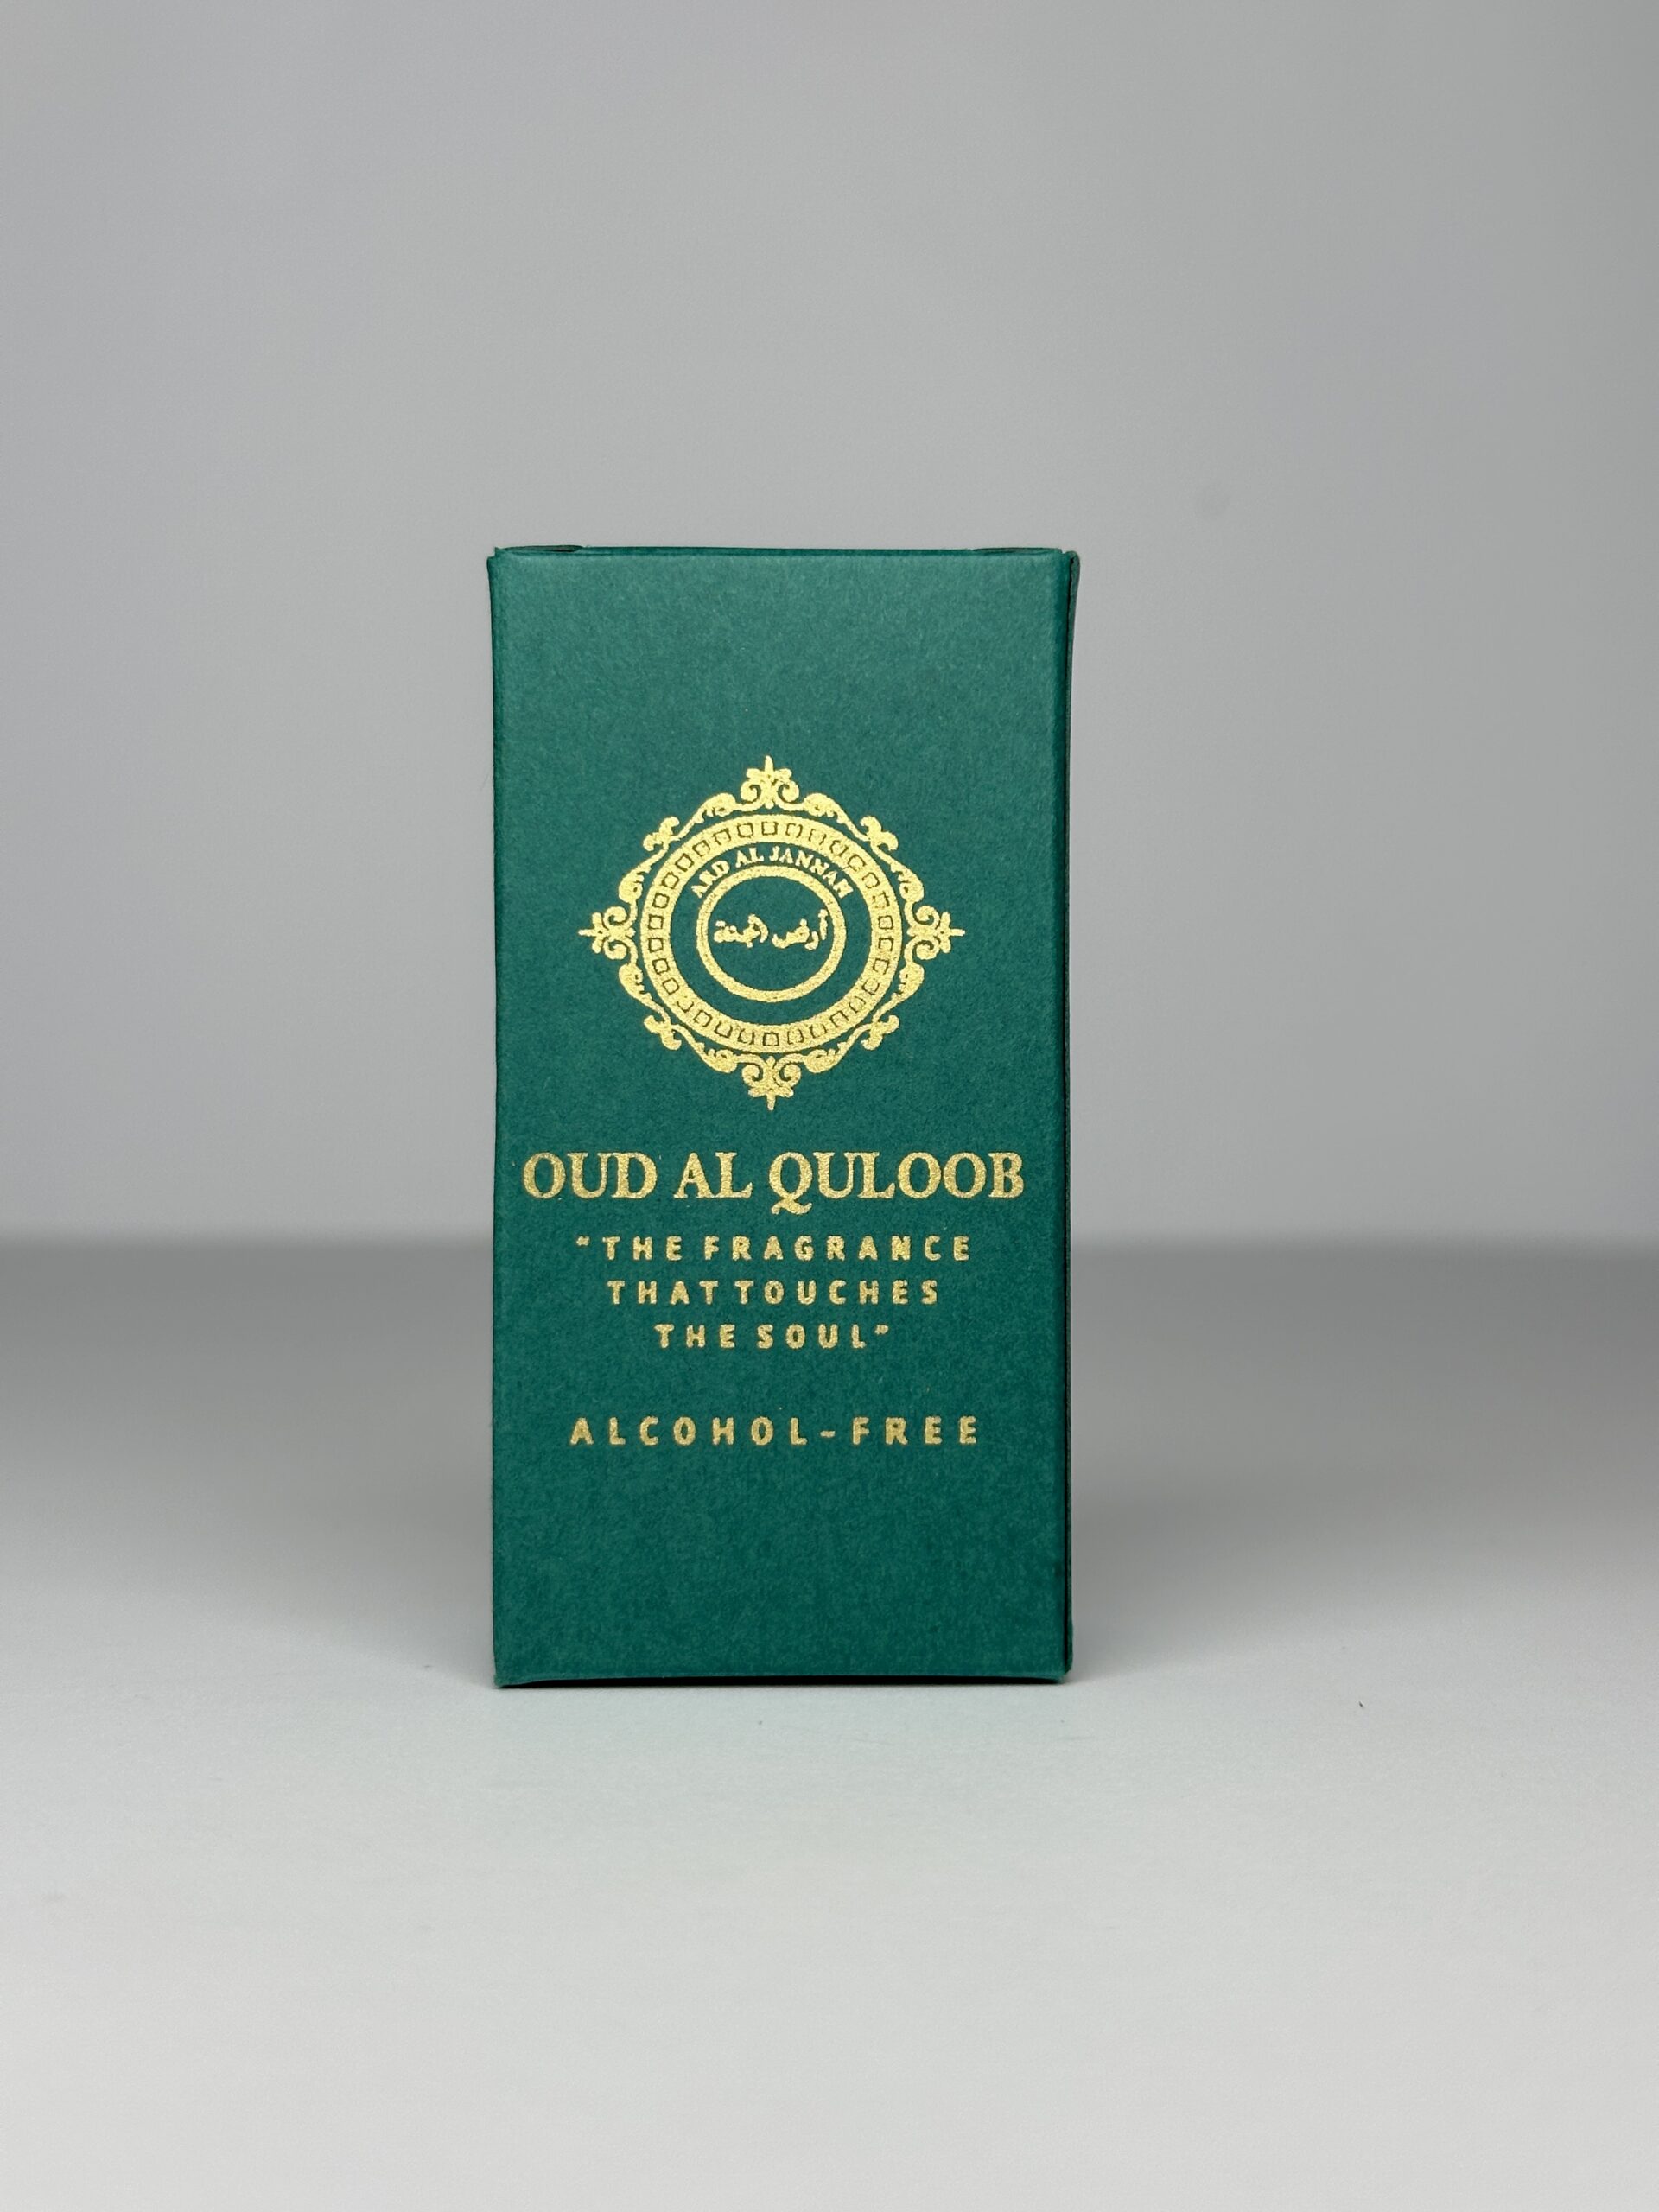 ARD AL JANNAH
أرض الجنة
OUD AL QULOOB
"THE FRAGRANCE
THAT TOUCHES
THE SOUL"
ALCOHOL-FREE